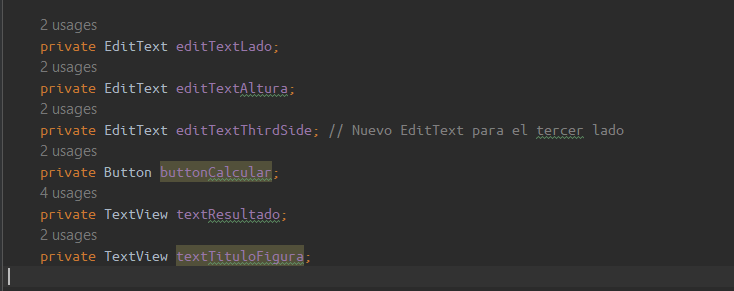 2 usages
private EditText editTextLado;
2 usages
private EditText editTextAltura;
2 usages
private EditText editTextThirdSide; // Nuevo EditText para el tercer lado
2 usages
private Button buttonCalcular;
4 usages
private TextView textResultado;
2 usages
private TextView textTituloFigura;